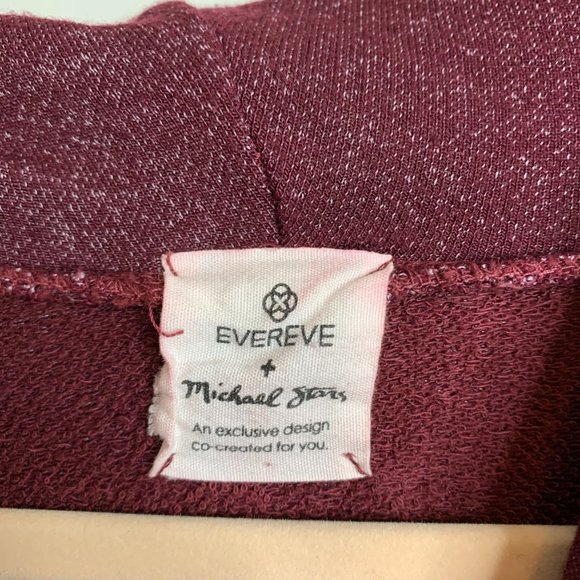 EVEREVE
+
Michael Stars
An exclusive design
co-created for you.